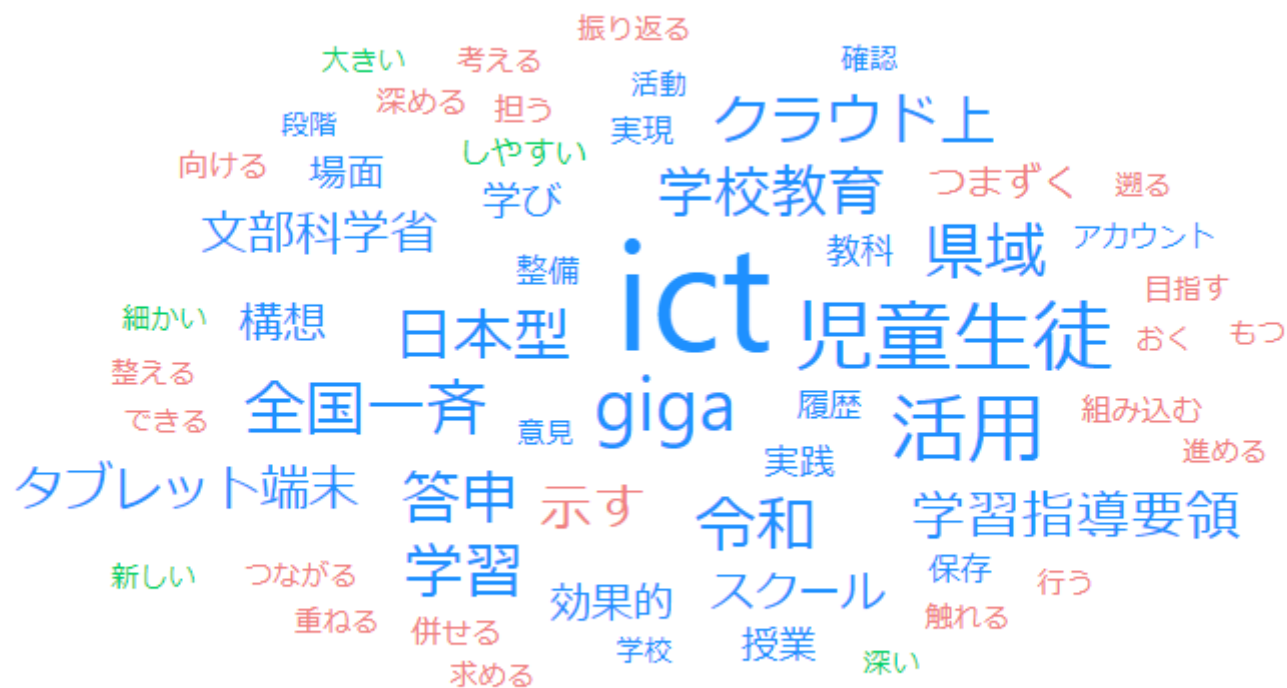 振り返る
大きい 考える 確認
活動
深める 担う クラウド上
段階 実現
しやすい
向ける 場面 学校教育 つまずく 遡る
学び
文部科学省 教科 県域 アカウント
整備
ict
目指す
細かい 構想 日本型 児童生徒 おく もつ
整える
全国一斉 giga 履歴 活用 組み込む
できる 意見
実践 進める
タブレット端末 答申 示す 令和 学習指導要領
新しい つながる 学習 保存 行う
効果的 スクール
重ねる 併せる 触れる
学校 授業
求める 深い